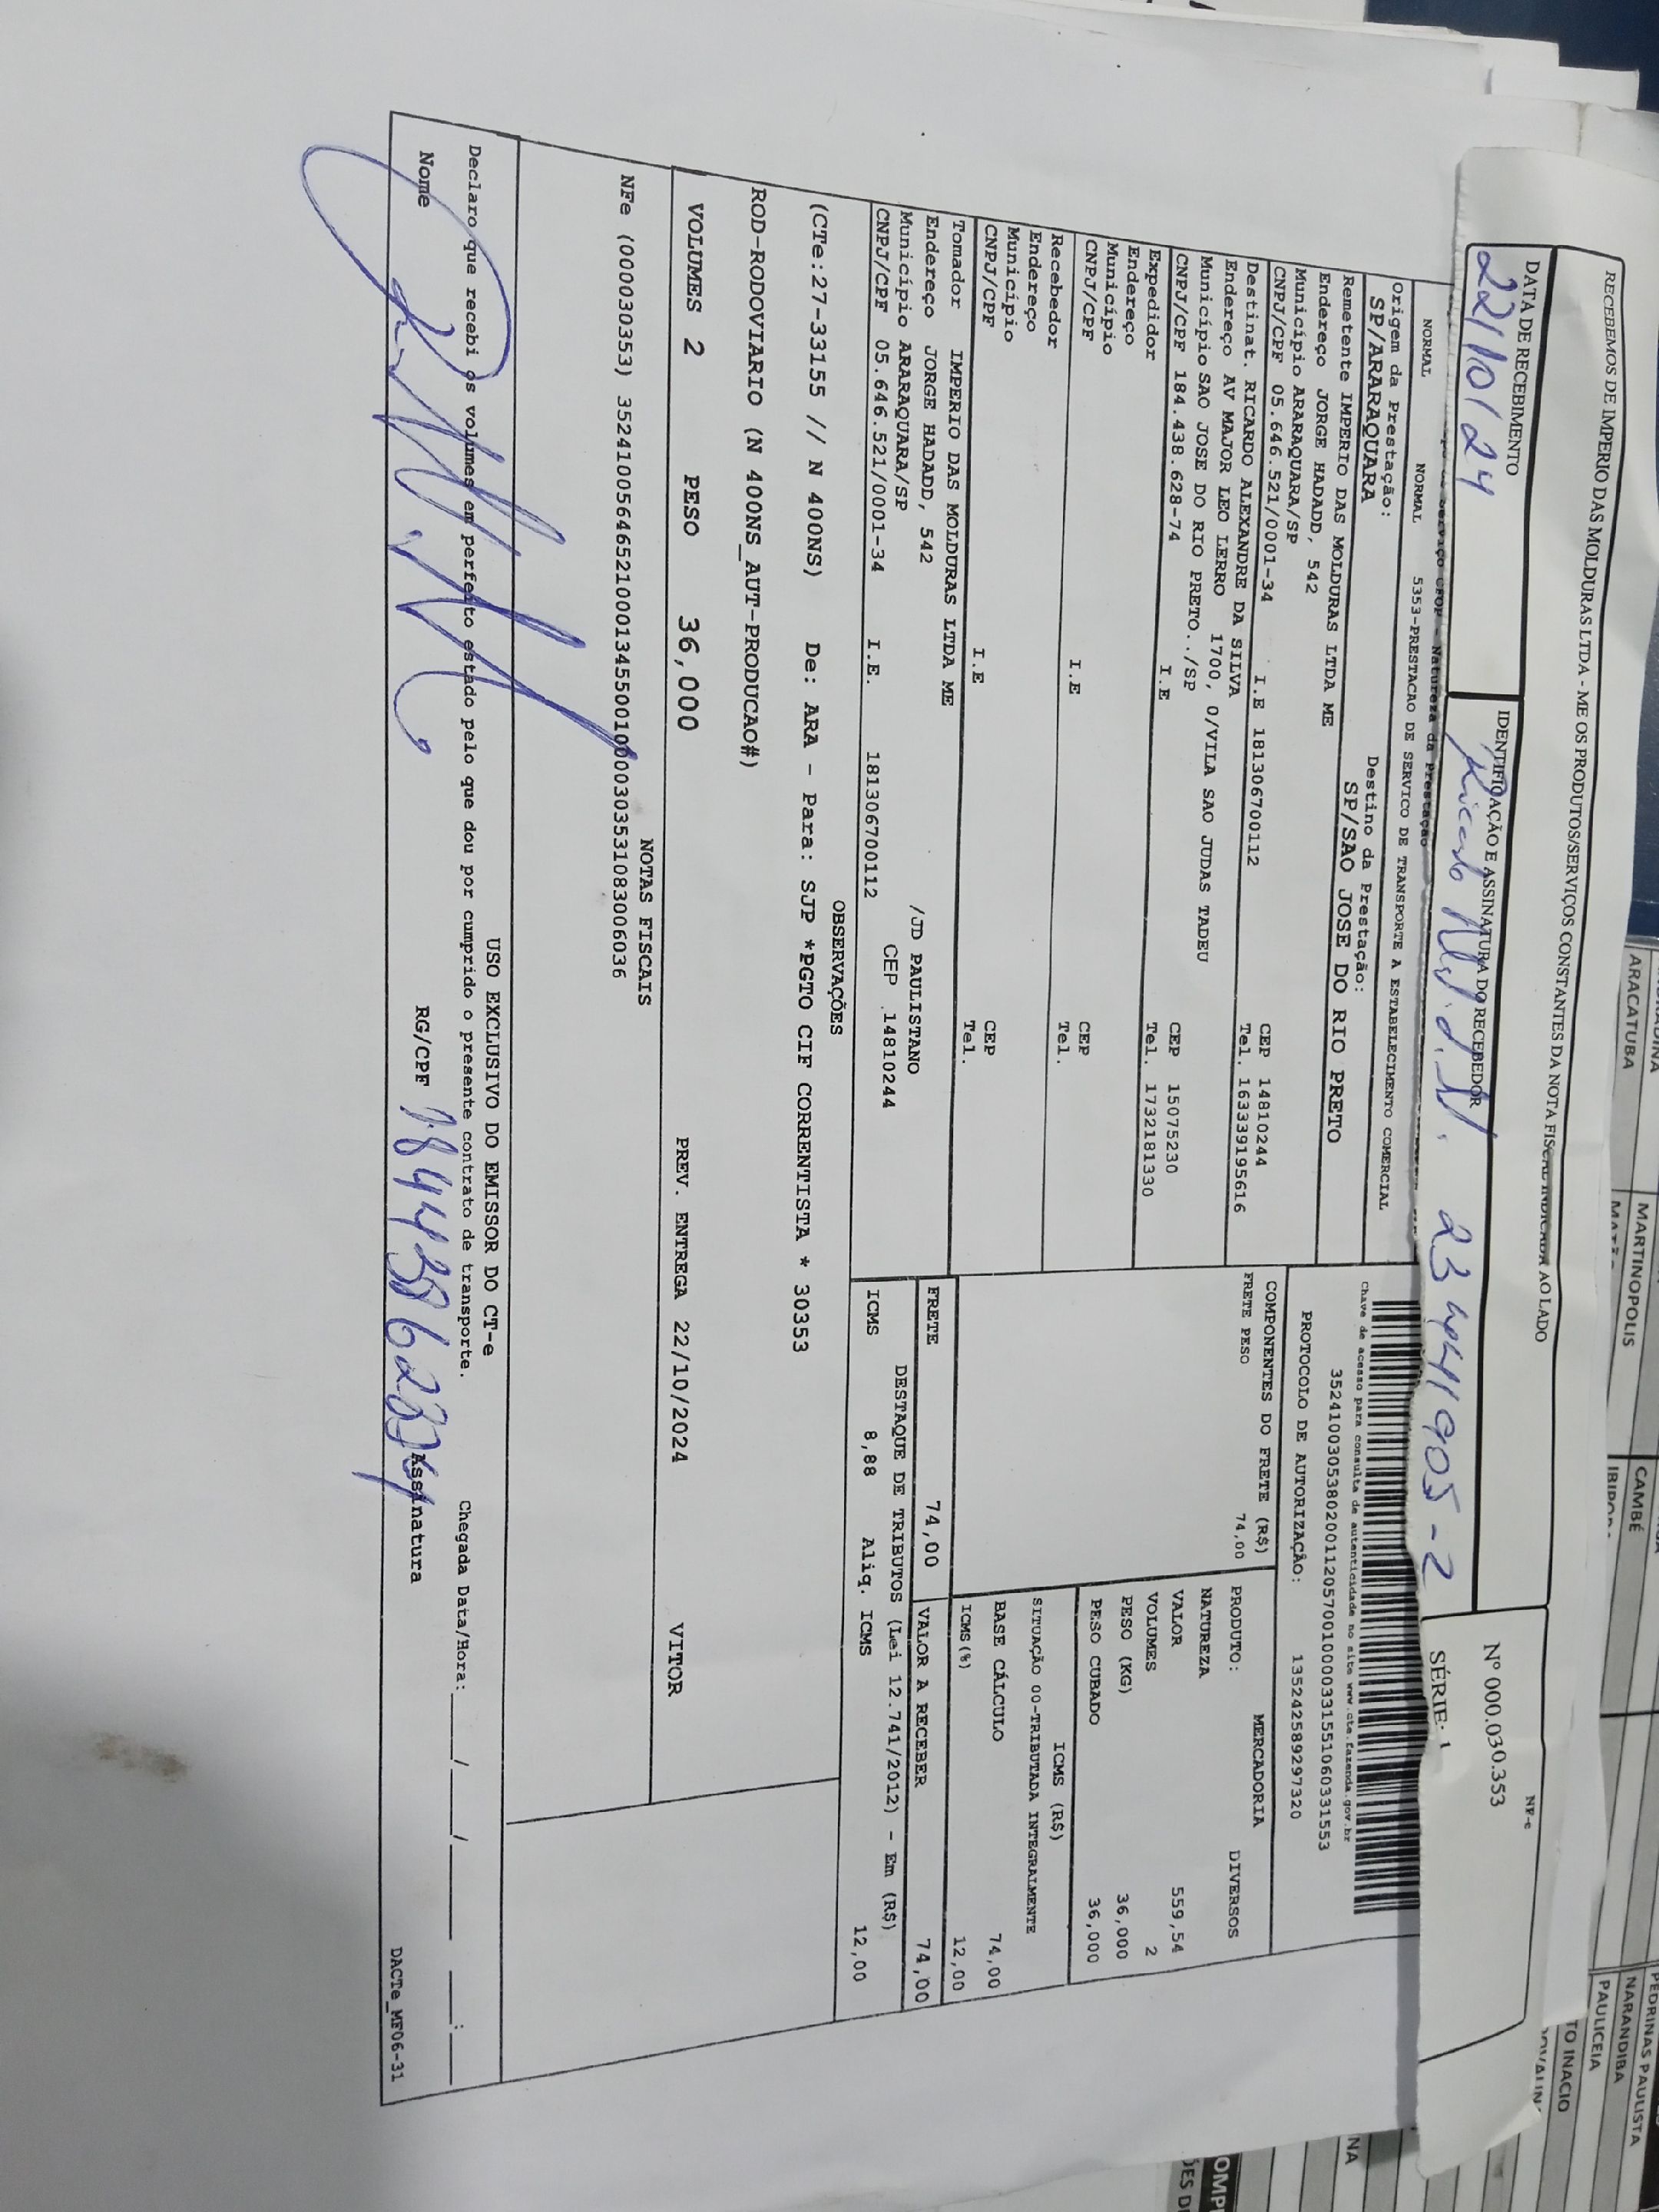 RECEBEMOS DE IMPERIO DAS MOLDURAS LTDA - ME OS PRODUTOS/SERVIÇOS CONSTANTES DA NOTA FISCAL INDICADA AO LADO
DATA DE RECEBIMENTO
22/10/24
IDENTIFICAÇÃO E ASSINATURA DO RECEBEDOR
23441905-2
NF-e
Nº 000.030.353
SÉRIE: 1
NORMAL NORMAL 5353-PRESTACAO DE SERVICO DE TRANSPORTE A ESTABELECIMENTO COMERCIAL
Origem da Prestação: Destino da Prestação:
SP/ARARAQUARA SP/SAO JOSE DO RIO PRETO
Remetente IMPERIO DAS MOLDURAS LTDA ME
Endereço JORGE HADADD, 542
Município ARARAQUARA/SP CEP 14810244
CNPJ/CPF 05.646.521/0001-34 I.E 181306700112 Tel. 163339195616
Destinat. RICARDO ALEXANDRE DA SILVA
Endereço AV MAJOR LEO LERRO 1700, 0/VILA SAO JUDAS TADEU
Município SAO JOSE DO RIO PRETO../SP CEP 15075230
CNPJ/CPF 184.438.628-74 I.E Tel. 1732181330
Expedidor
Endereço
Município CEP
CNPJ/CPF I.E Tel.
Recebedor
Endereço
Município CEP
CNPJ/CPF I.E Tel.
Tomador IMPERIO DAS MOLDURAS LTDA ME
Endereço JORGE HADADD, 542 /JD PAULISTANO
Município ARARAQUARA/SP CEP 14810244
CNPJ/CPF 05.646.521/0001-34 I.E. 181306700112
Chave de acesso para consulta de autenticidade no site www.cte.fazenda.gov.br
35241003053802001120570010000331551060331553
PROTOCOLO DE AUTORIZAÇÃO: 135242589297320
COMPONENTES DO FRETE (R$)
FRETE PESO 74,00
MERCADORIA
PRODUTO: DIVERSOS
NATUREZA
VALOR 559,54
VOLUMES 2
PESO (KG) 36,000
PESO CUBADO 36,000
ICMS (R$)
SITUAÇÃO 00-TRIBUTADA INTEGRALMENTE
BASE CÁLCULO 74,00
ICMS(%) 12,00
FRETE 74,00 VALOR A RECEBER 74,00
DESTAQUE DE TRIBUTOS (Lei 12.741/2012) - Em (R$)
ICMS 8,88 Aliq. ICMS 12,00
OBSERVAÇÕES
(CTe:27-33155 // N 400NS) De: ARA - Para: SJP *PGTO CIF CORRENTISTA * 30353
ROD-RODOVIARIO (N 400NS_AUT-PRODUCAO#)
VOLUMES 2 PESO 36,000 PREV. ENTREGA 22/10/2024 VITOR
NOTAS FISCAIS
NFe (000030353) 35241005646521000134550010000303531083006036
USO EXCLUSIVO DO EMISSOR DO CT-e
Declaro que recebi os volumes em perfeito estado pelo que dou por cumprido o presente contrato de transporte. Chegada Data/Hora: ___/___/_____ ___:___
Nome RG/CPF Assinatura
DACTe_MF06-31
ARACATUBA
MARTINOPOLIS
CAMBÉ
PEDRINAS PAULISTA
NARANDIBA
PAULICEIA
TO INACIO